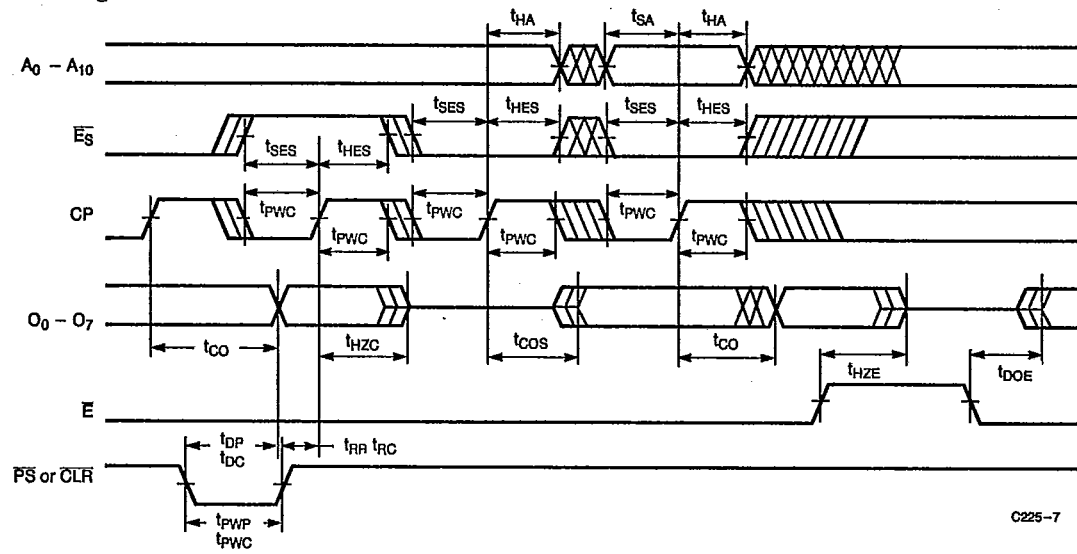 tHA tSA tHA
A0 – A10
tSES tHES tSES tHES
ES
tSES tHES
CP
tPWC tPWC tPWC
tPWC tPWC tPWC
O0 – O7
tCO tHZC tCOS tCO
tHZE tDOE
E
tDP
tDC
tRR tRC
PS or CLR
tPWP
tPWC
C225–7